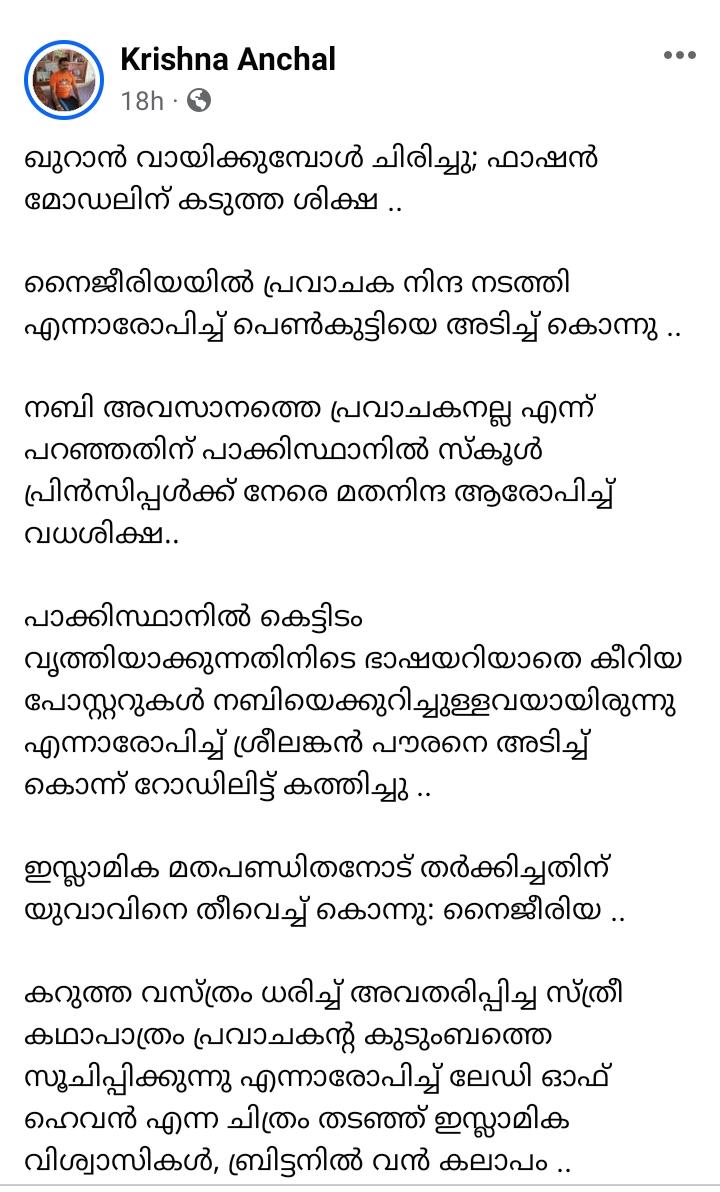 Krishna Anchal
18h ·
ഖുറാൻ വായിക്കുമ്പോൾ ചിരിച്ചു; ഫാഷൻ
മോഡലിന് കടുത്ത ശിക്ഷ ..
നൈജീരിയയിൽ പ്രവാചക നിന്ദ നടത്തി
എന്നാരോപിച്ച് പെൺകുട്ടിയെ അടിച്ച് കൊന്നു ..
നബി അവസാനത്തെ പ്രവാചകനല്ല എന്ന്
പറഞ്ഞതിന് പാക്കിസ്ഥാനിൽ സ്കൂൾ
പ്രിൻസിപ്പൾക്ക് നേരെ മതനിന്ദ ആരോപിച്ച്
വധശിക്ഷ..
പാക്കിസ്ഥാനിൽ കെട്ടിടം
വൃത്തിയാക്കുന്നതിനിടെ ഭാഷയറിയാതെ കീറിയ
പോസ്റ്ററുകൾ നബിയെക്കുറിച്ചുള്ളവയായിരുന്നു
എന്നാരോപിച്ച് ശ്രീലങ്കൻ പൗരനെ അടിച്ച്
കൊന്ന് റോഡിലിട്ട് കത്തിച്ചു ..
ഇസ്ലാമിക മതപണ്ഡിതനോട് തർക്കിച്ചതിന്
യുവാവിനെ തീവെച്ച് കൊന്നു: നൈജീരിയ ..
കറുത്ത വസ്ത്രം ധരിച്ച് അവതരിപ്പിച്ച സ്ത്രീ
കഥാപാത്രം പ്രവാചകന്റ കുടുംബത്തെ
സൂചിപ്പിക്കുന്നു എന്നാരോപിച്ച് ലേഡി ഓഫ്
ഹെവൻ എന്ന ചിത്രം തടഞ്ഞ് ഇസ്ലാമിക
വിശ്വാസികൾ, ബ്രിട്ടനിൽ വൻ കലാപം ..